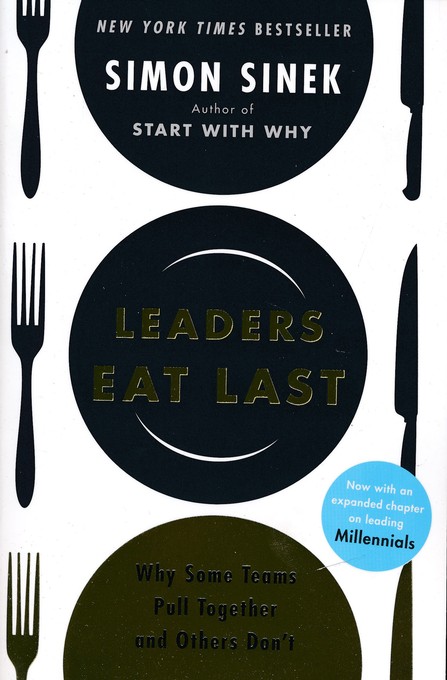 NEW YORK TIMES BESTSELLER
SIMON SINEK
Author of
START WITH WHY
LEADERS
EAT LAST
Now with an
expanded chapter
on leading
Millennials
Why Some Teams
Pull Together
and Others Don't